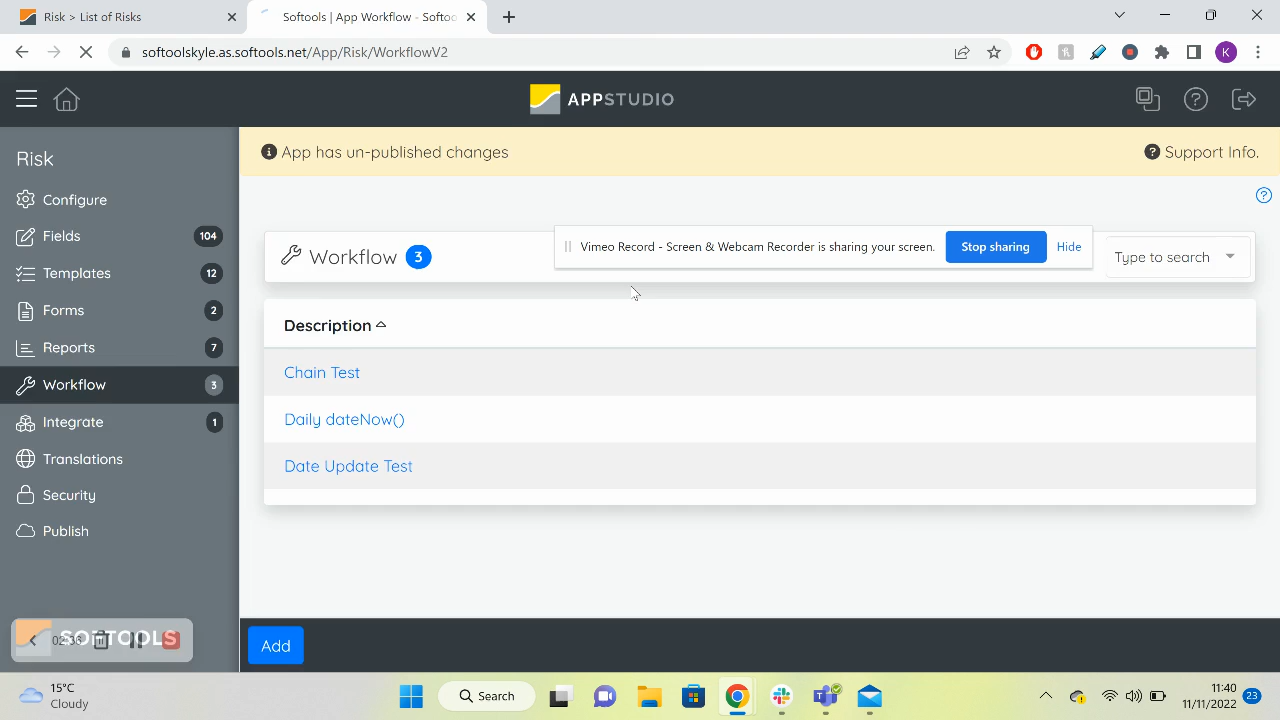 Risk > List of Risks
Softools | App Workflow - Softoo
softoolskyle.as.softools.net/App/Risk/WorkflowV2
K
APPSTUDIO
Risk
App has un-published changes
Support Info.
Configure
Fields 104
Templates 12
Forms 2
Reports 7
Workflow 3
Integrate 1
Translations
Security
Publish
Workflow 3
Vimeo Record - Screen & Webcam Recorder is sharing your screen.
Stop sharing
Hide
Type to search
Description
Chain Test
Daily dateNow()
Date Update Test
SOFTOOLS
Add
15°C
Cloudy
Search
11:40
11/11/2022
23